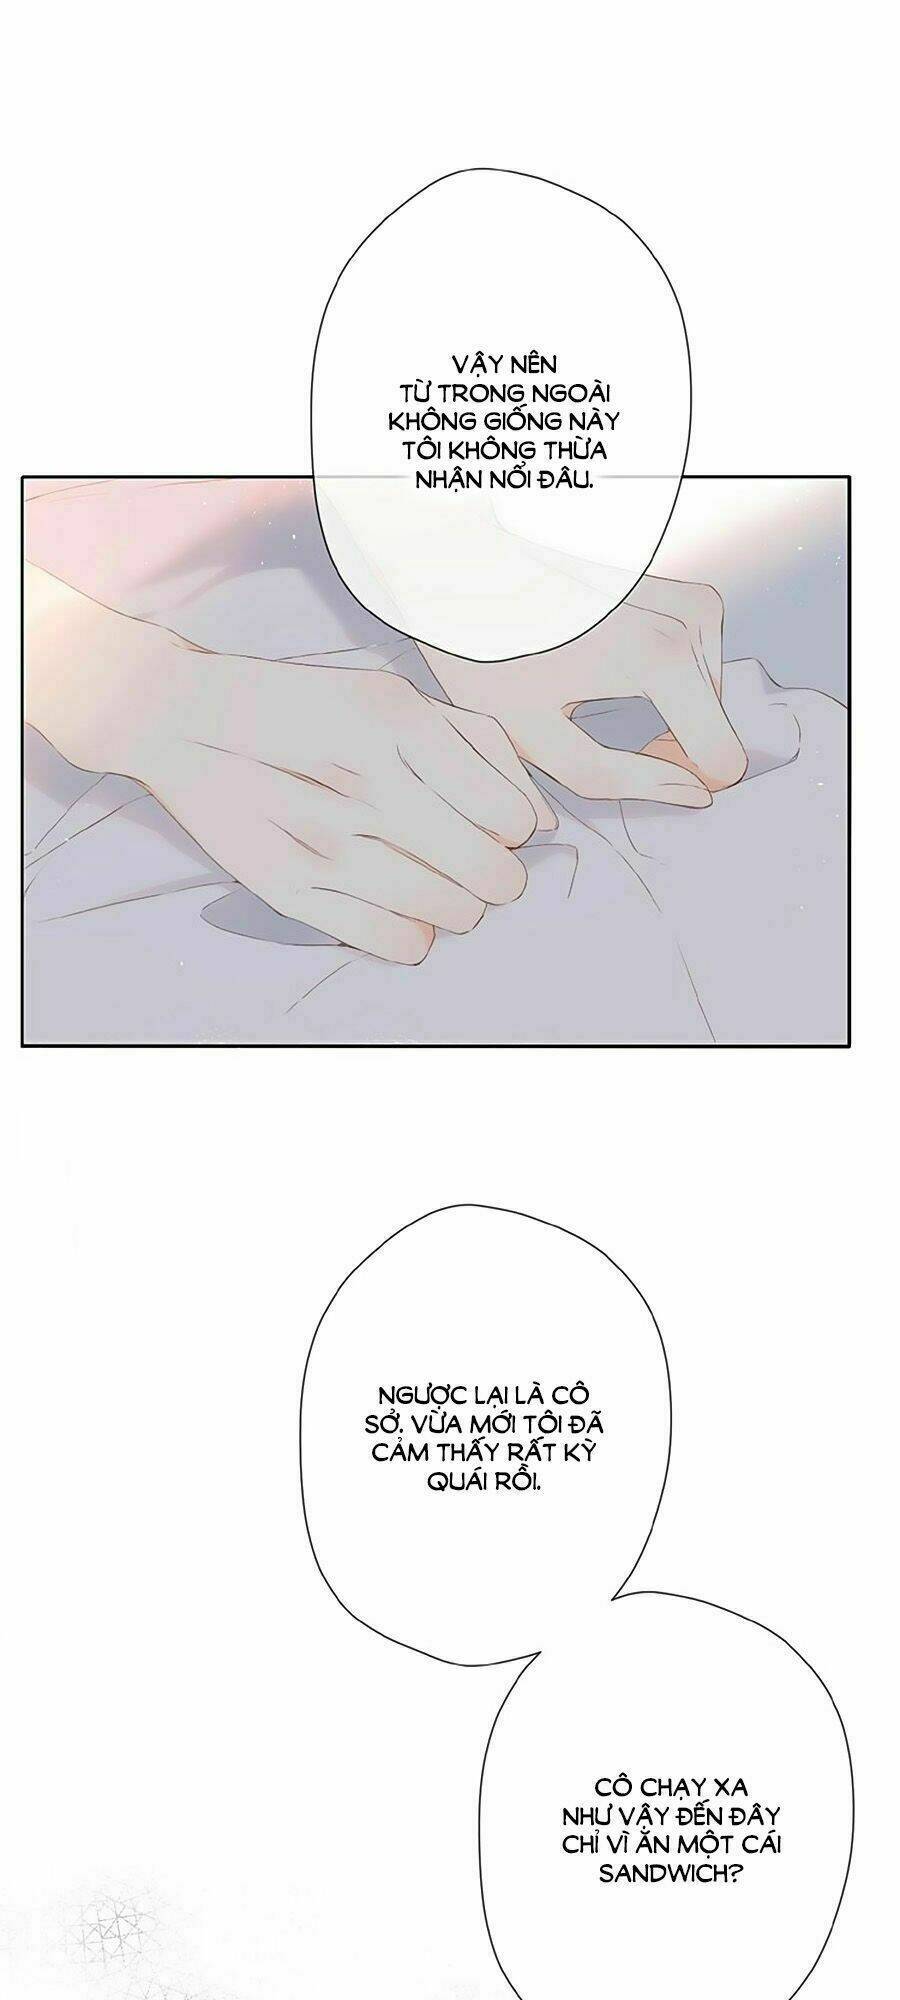 VẬY NÊN
TỪ TRONG NGOÀI
KHÔNG GIỐNG NÀY
TÔI KHÔNG THỪA
NHẬN NỔI ĐÂU.
NGƯỢC LẠI LÀ CÔ
SỞ. VỪA MỚI TÔI ĐÃ
CẢM THẤY RẤT KỲ
QUÁI RỒI.
CÔ CHẠY XA
NHƯ VẬY ĐẾN ĐÂY
CHỈ VÌ ĂN MỘT CÁI
SANDWICH?